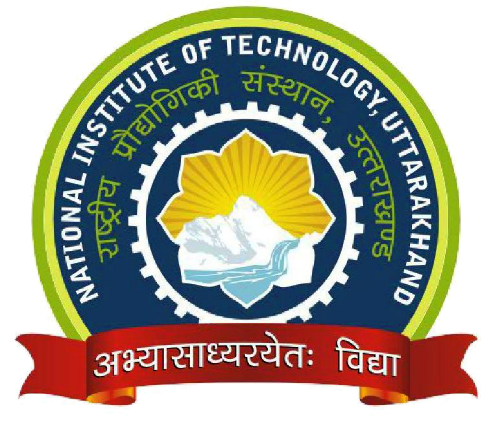 NATIONAL INSTITUTE OF TECHNOLOGY, UTTARAKHAND
राष्ट्रीय प्रौद्योगिकी संस्थान, उत्तराखण्ड
अभ्यासाध्यरयेतः विद्या